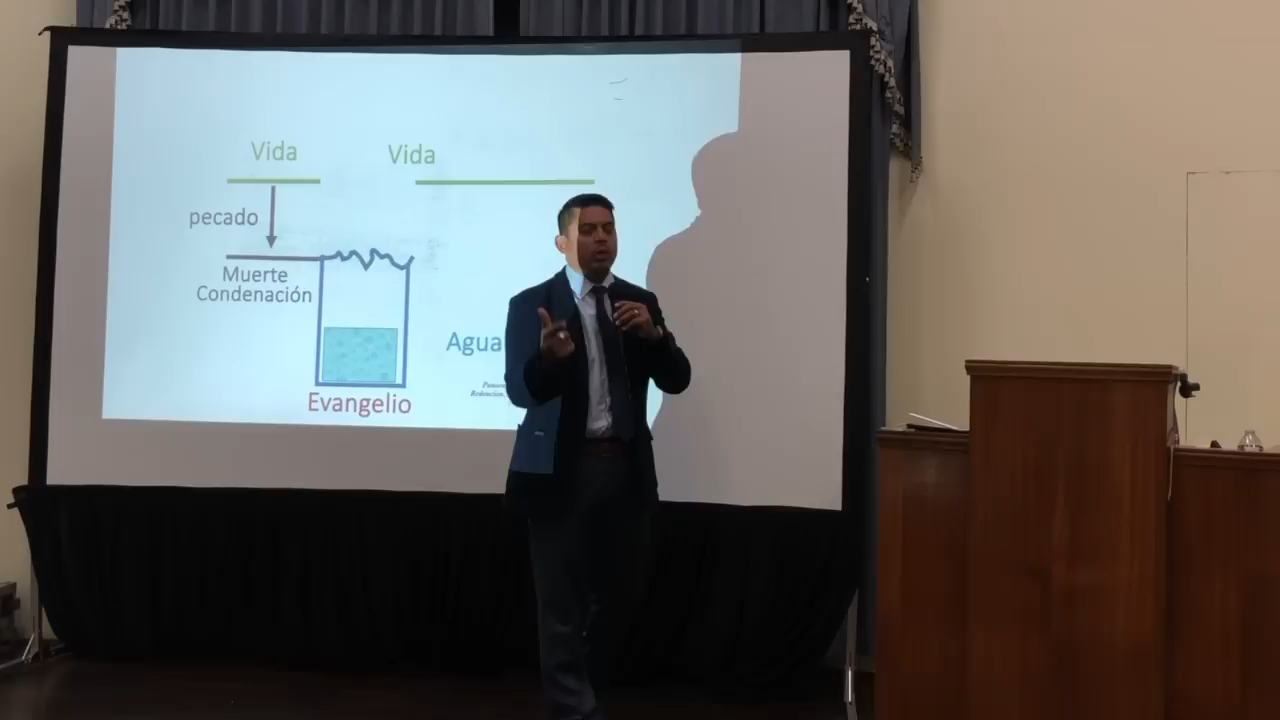 Vida
Vida
pecado
Muerte
Condenación
Agua
Evangelio